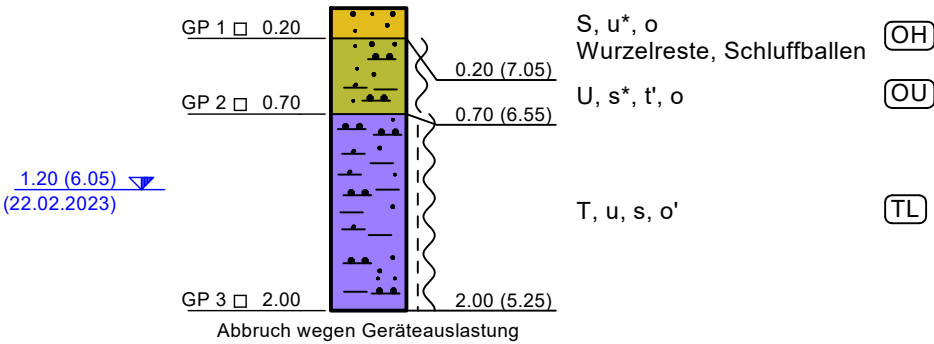 GP 1 0.20
S, u*, o
OH
Wurzelreste, Schluffballen
0.20 (7.05)
GP 2 0.70
U, s*, t', o
OU
0.70 (6.55)
1.20 (6.05)
(22.02.2023)
T, u, s, o'
TL
GP 3 2.00
2.00 (5.25)
Abbruch wegen Geräteauslastung